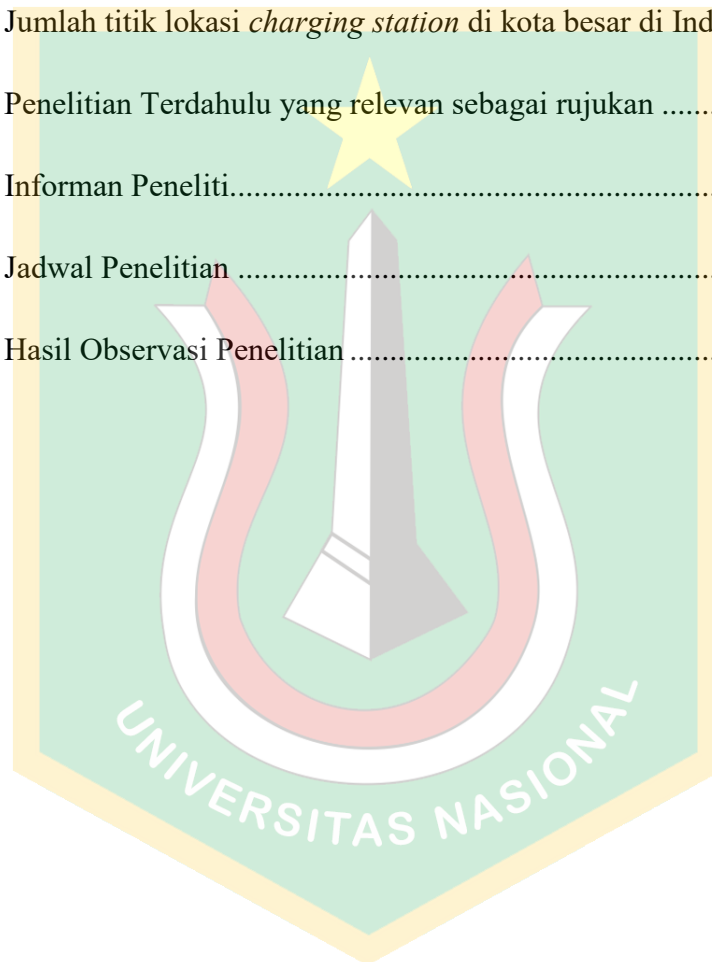 Jumlah titik lokasi charging station di kota besar di Ind
Penelitian Terdahulu yang relevan sebagai rujukan .......
Informan Peneliti..............................................................
Jadwal Penelitian .............................................................
Hasil Observasi Penelitian ...............................................
UNIVERSITAS NASIONAL